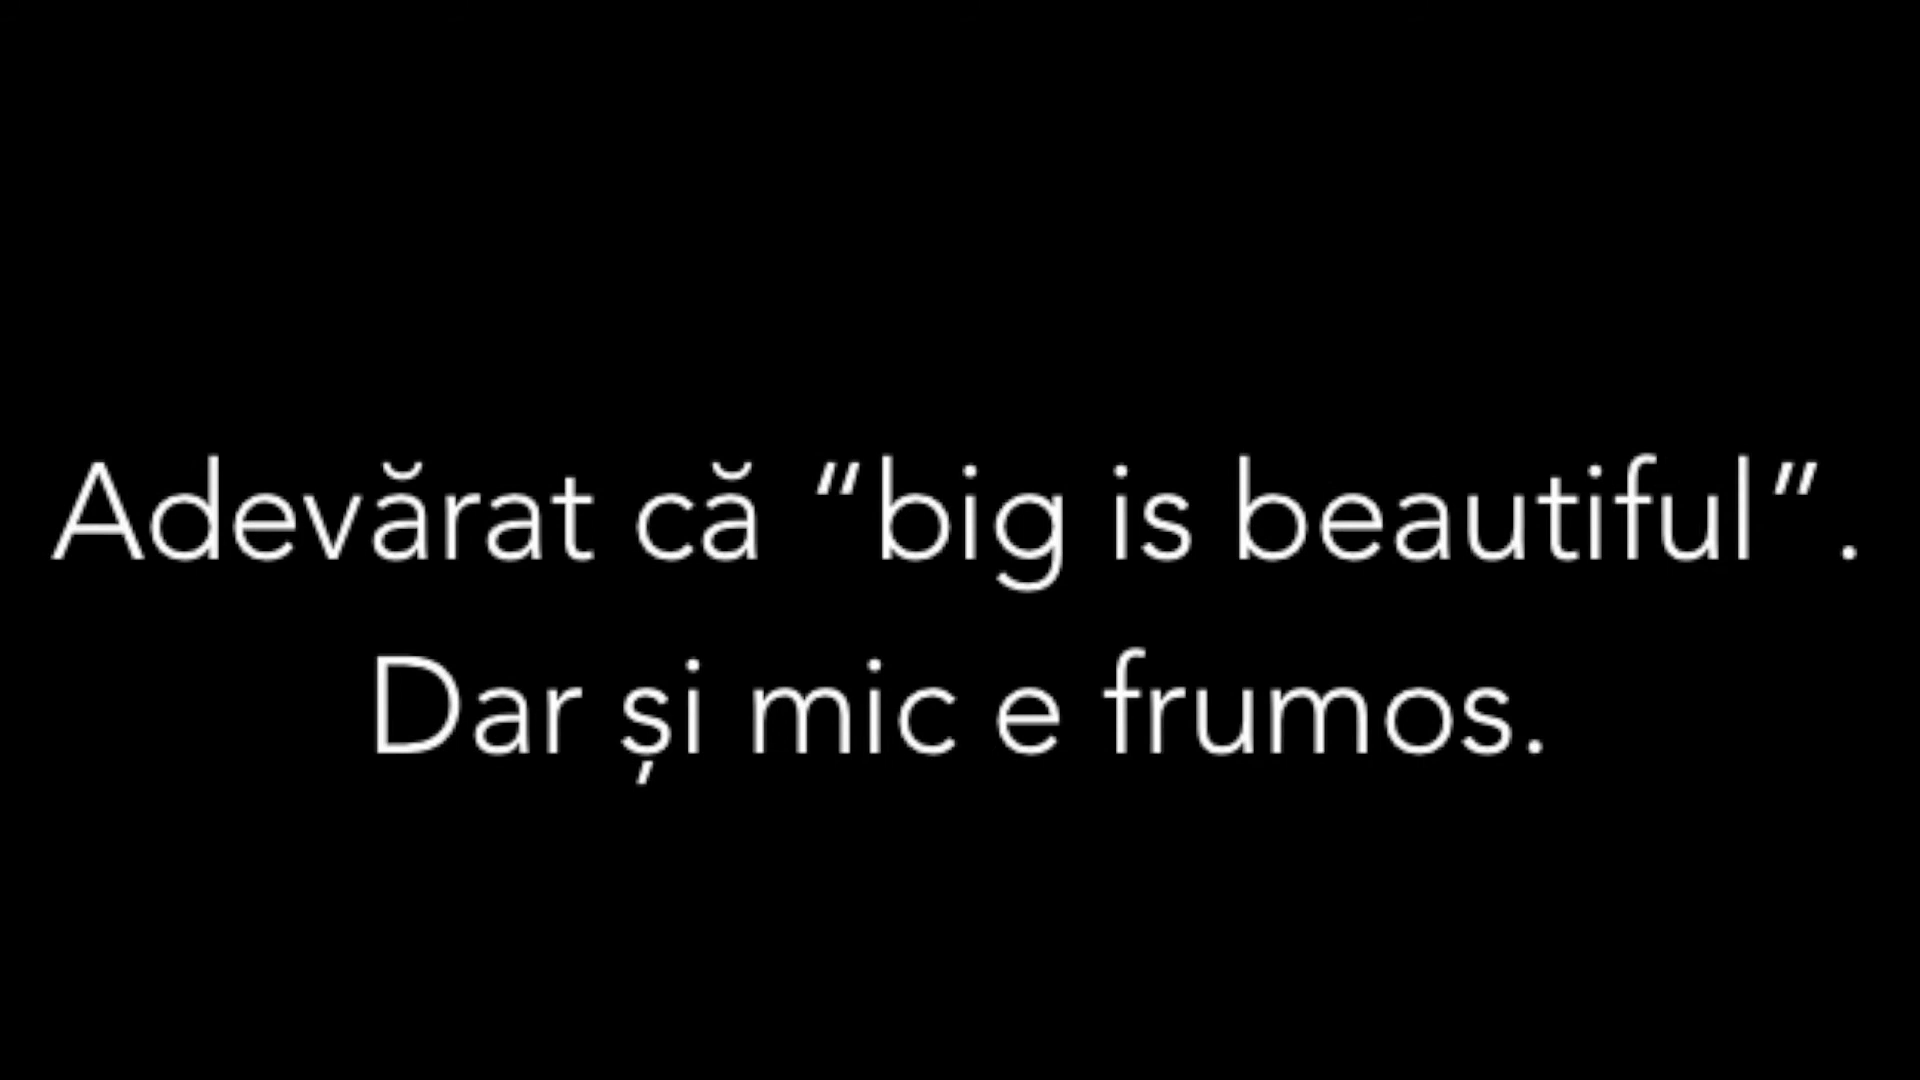 Adevărat că “big is beautiful”.
Dar și mic e frumos.